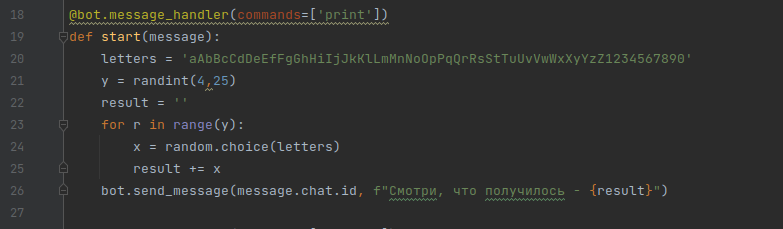 18 @bot.message_handler(commands=['print'])
19 def start(message):
20     letters = 'aAbBcCdDeEfFgGhHiIjJkKlLmMnNoOpPqQrRsStTuUvVwWxXyYzZ1234567890'
21     y = randint(4,25)
22     result = ''
23     for r in range(y):
24         x = random.choice(letters)
25         result += x
26     bot.send_message(message.chat.id, f"Смотри, что получилось - {result}")
27